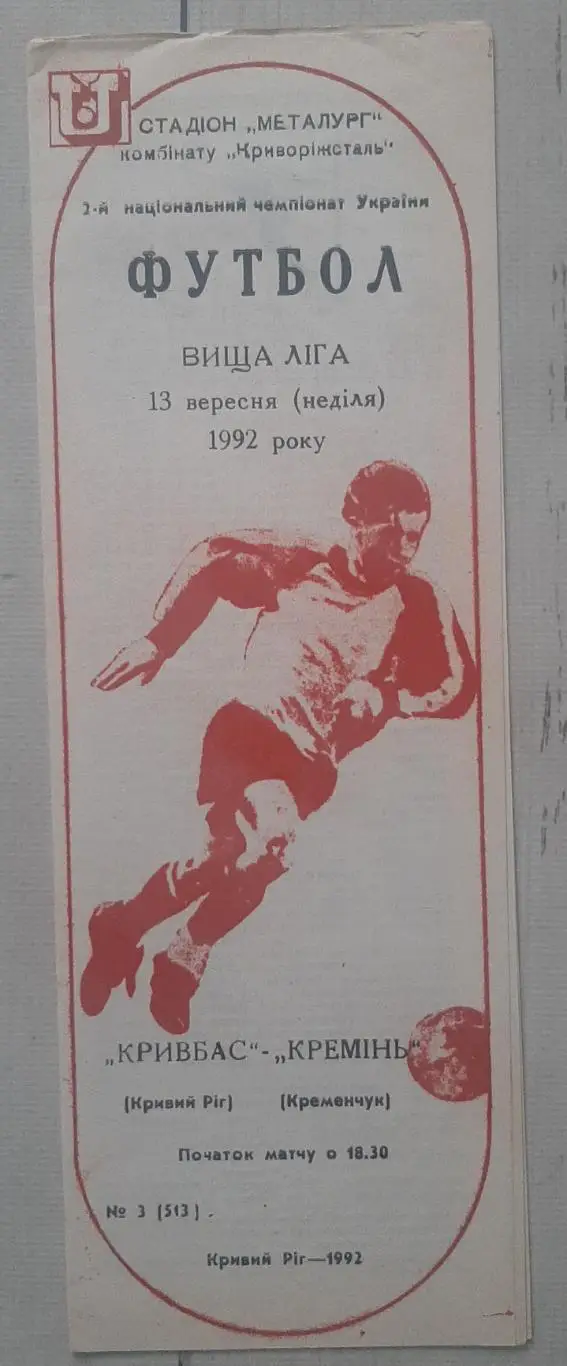 СТАДІОН „МЕТАЛУРГ"
комбінату „Криворіжсталь"
2-й національний чемпіонат України
ФУТБОЛ
ВИЩА ЛІГА
13 вересня (неділя)
1992 року
„КРИВБАС"-„КРЕМІНЬ"
(Кривий Ріг) (Кременчук)
Початок матчу о 18.30
№ 3 (513).
Кривий Ріг—1992